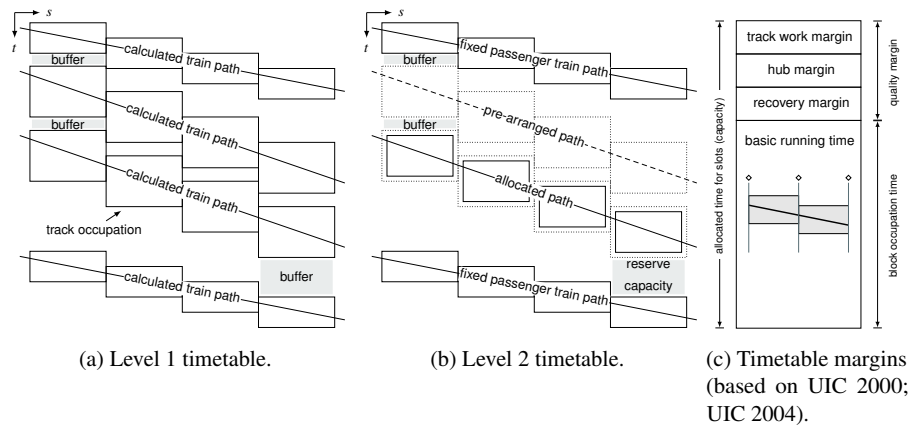 s
t
calculated train path
buffer
calculated train path
buffer
calculated train path
track occupation
buffer
calculated train path
(a) Level 1 timetable.
s
t
fixed passenger train path
buffer
pre-arranged path
buffer
allocated path
reserve
capacity
fixed passenger train path
(b) Level 2 timetable.
allocated time for slots (capacity)
track work margin
hub margin
recovery margin
basic running time
quality margin
block occupation time
(c) Timetable margins
(based on UIC 2000;
UIC 2004).